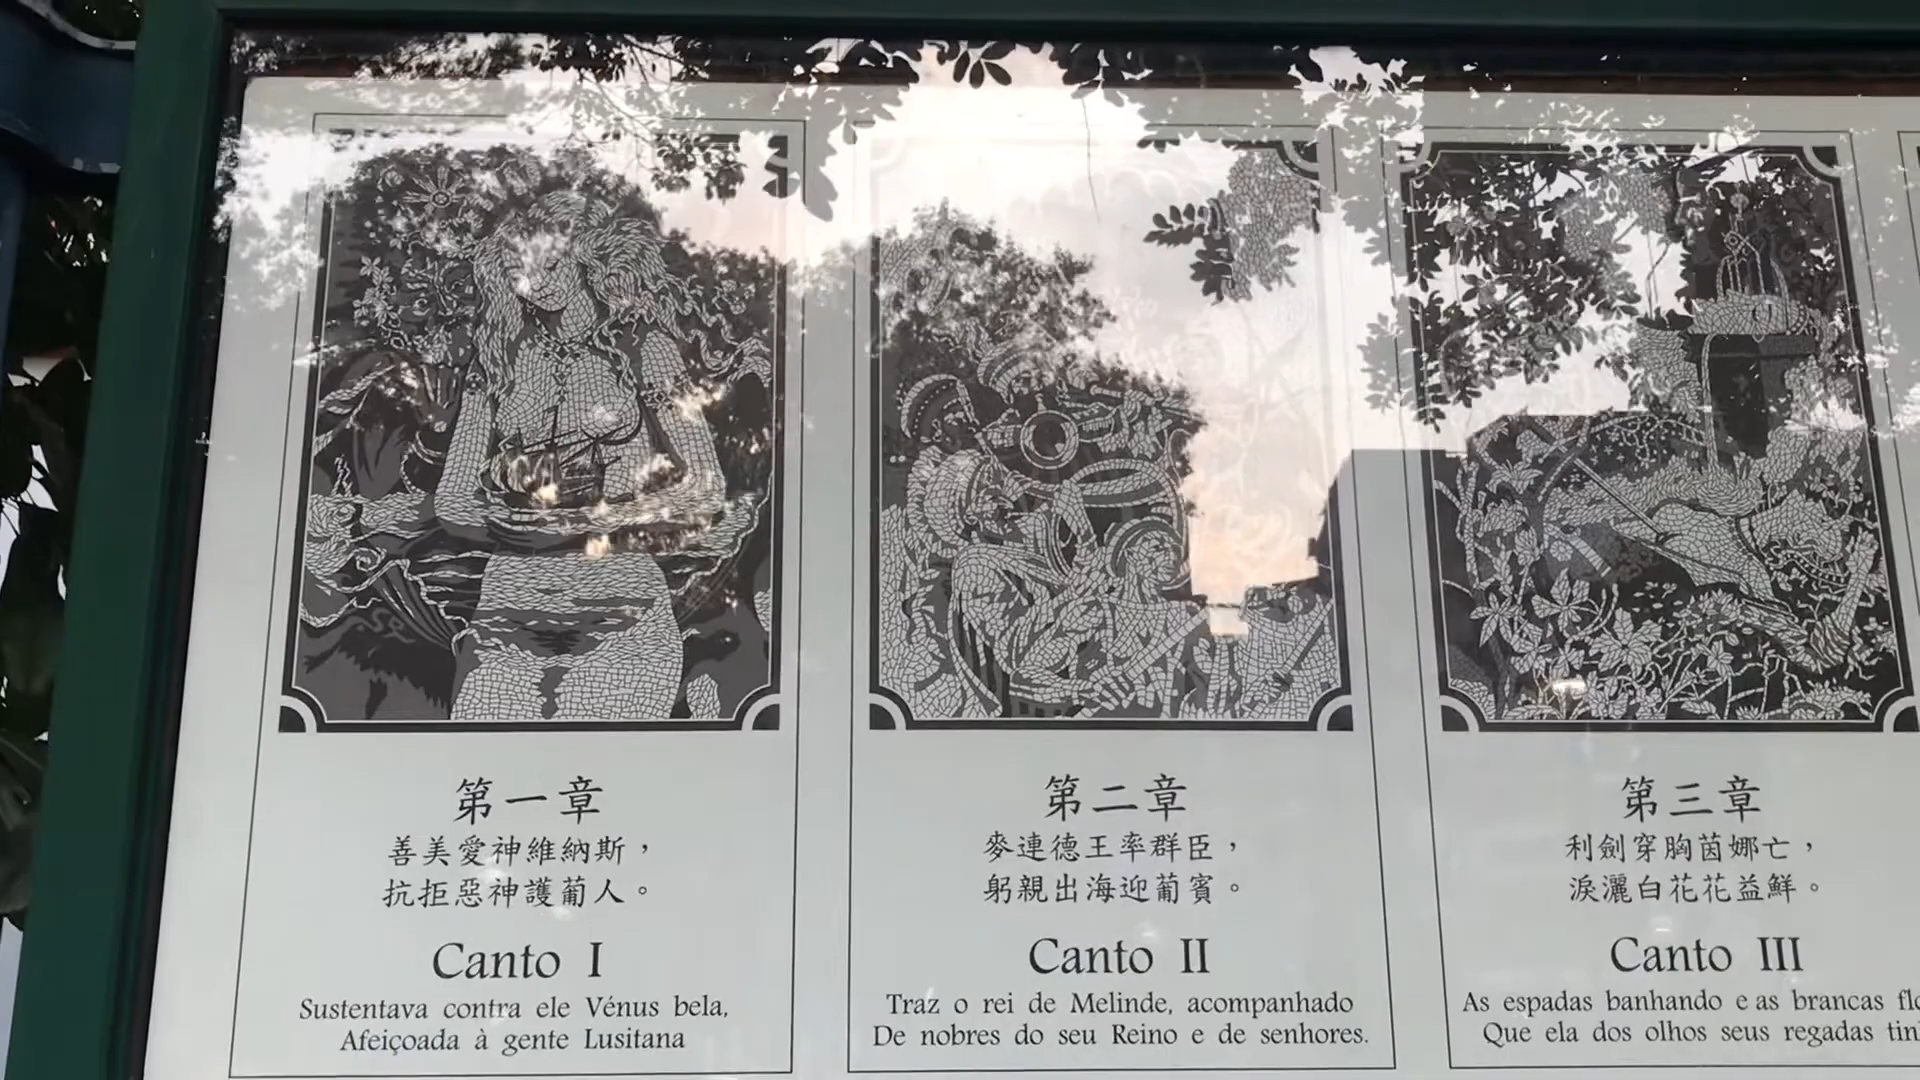 第一章
善美愛神維納斯，
抗拒惡神護葡人。
Canto I
Sustentava contra ele Vénus bela,
Afeiçoada à gente Lusitana
第二章
麥連德王率群臣，
躬親出海迎葡賓。
Canto II
Traz o rei de Melinde, acompanhado
De nobres do seu Reino e de senhores.
第三章
利劍穿胸茵娜亡，
淚灑白花花益鮮。
Canto III
As espadas banhando e as brancas
Que ela dos olhos seus regadas